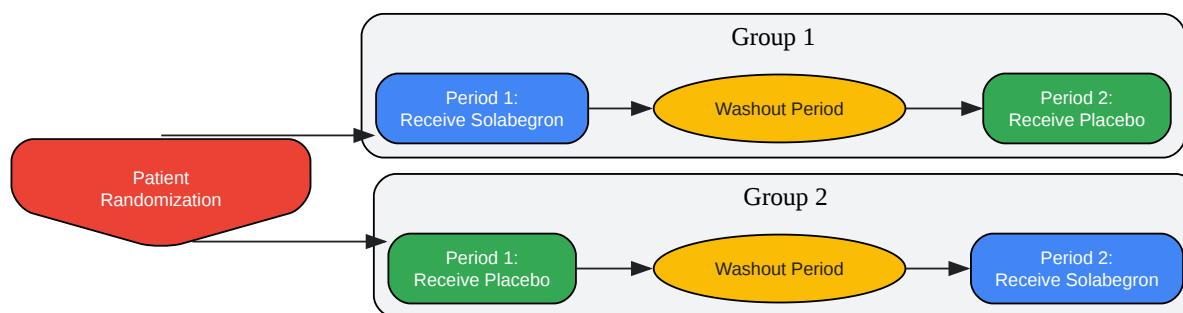 Group 1
Period 1:
Receive Solabegron
Washout Period
Period 2:
Receive Placebo
Patient
Randomization
Group 2
Period 1:
Receive Placebo
Washout Period
Period 2:
Receive Solabegron